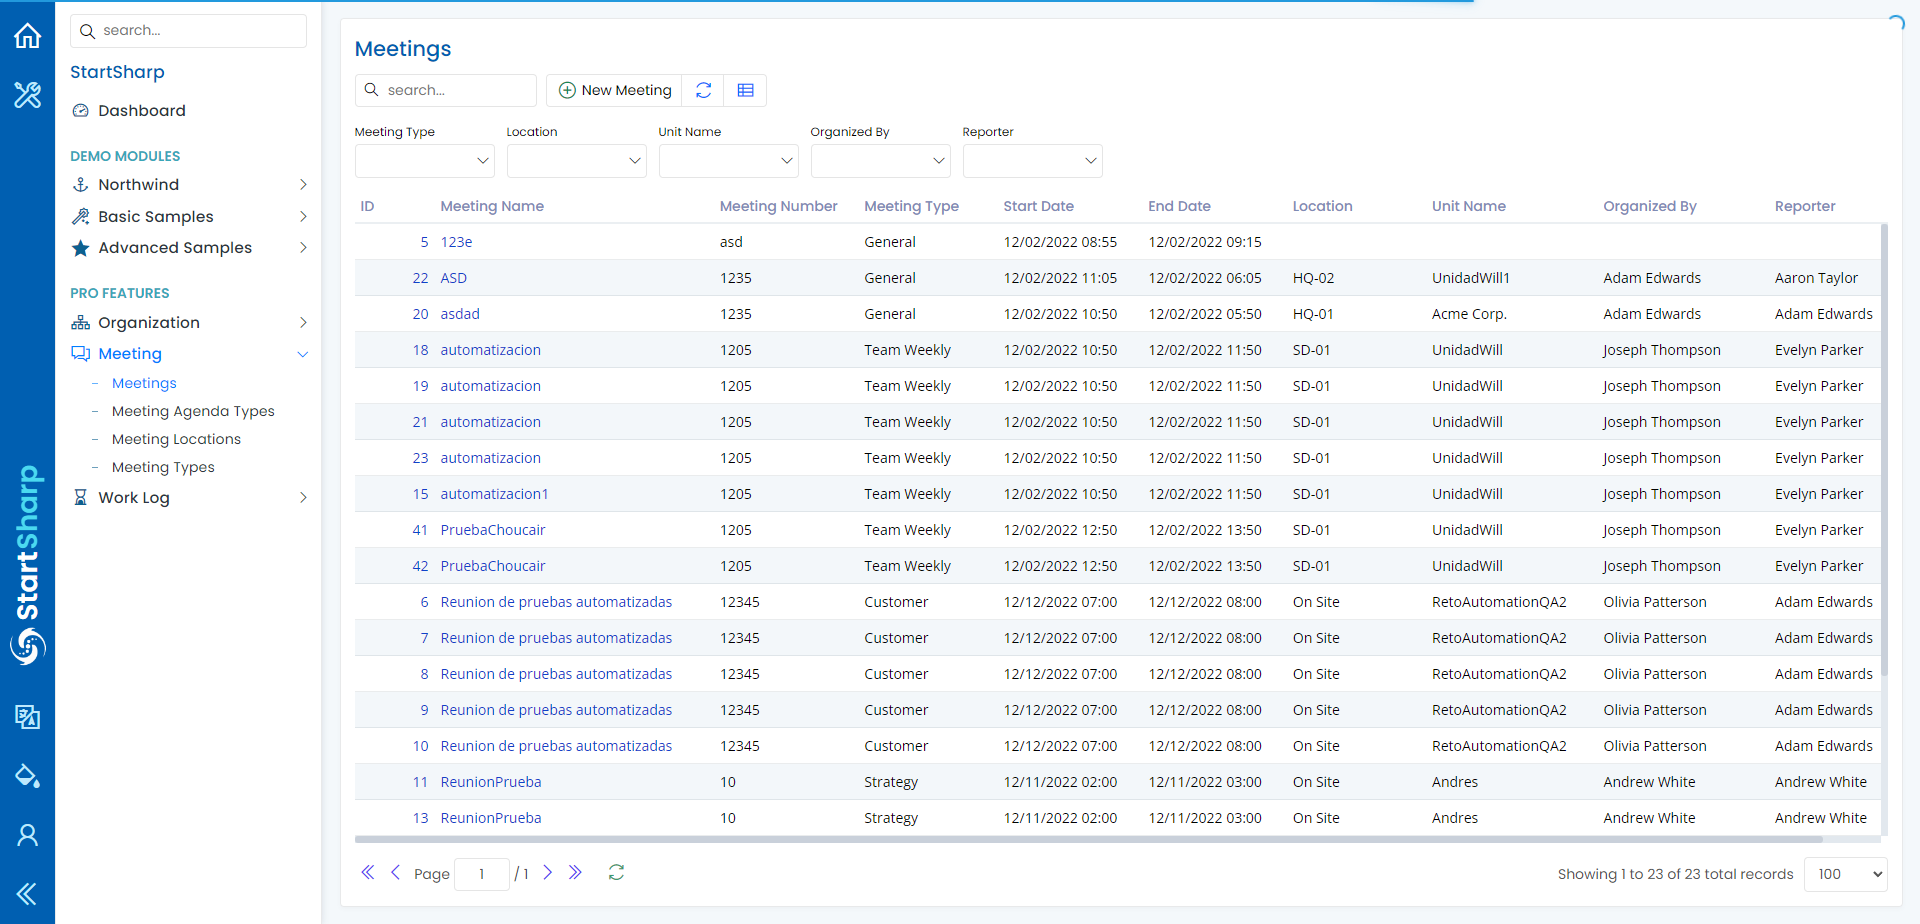 search...
StartSharp
Dashboard
DEMO MODULES
Northwind
Basic Samples
Advanced Samples
PRO FEATURES
Organization
Meeting
Meetings
Meeting Agenda Types
Meeting Locations
Meeting Types
Work Log
StartSharp
Meetings
search...
New Meeting
Meeting Type Location Unit Name Organized By Reporter
ID Meeting Name Meeting Number Meeting Type Start Date End Date Location Unit Name Organized By Reporter
5 123e asd General 12/02/2022 08:55 12/02/2022 09:15
22 ASD 1235 General 12/02/2022 11:05 12/02/2022 06:05 HQ-02 UnidadWill1 Adam Edwards Aaron Taylor
20 asdad 1235 General 12/02/2022 10:50 12/02/2022 05:50 HQ-01 Acme Corp. Adam Edwards Adam Edwards
18 automatizacion 1205 Team Weekly 12/02/2022 10:50 12/02/2022 11:50 SD-01 UnidadWill Joseph Thompson Evelyn Parker
19 automatizacion 1205 Team Weekly 12/02/2022 10:50 12/02/2022 11:50 SD-01 UnidadWill Joseph Thompson Evelyn Parker
21 automatizacion 1205 Team Weekly 12/02/2022 10:50 12/02/2022 11:50 SD-01 UnidadWill Joseph Thompson Evelyn Parker
23 automatizacion 1205 Team Weekly 12/02/2022 10:50 12/02/2022 11:50 SD-01 UnidadWill Joseph Thompson Evelyn Parker
15 automatizacion1 1205 Team Weekly 12/02/2022 10:50 12/02/2022 11:50 SD-01 UnidadWill Joseph Thompson Evelyn Parker
41 PruebaChoucair 1205 Team Weekly 12/02/2022 12:50 12/02/2022 13:50 SD-01 UnidadWill Joseph Thompson Evelyn Parker
42 PruebaChoucair 1205 Team Weekly 12/02/2022 12:50 12/02/2022 13:50 SD-01 UnidadWill Joseph Thompson Evelyn Parker
6 Reunion de pruebas automatizadas 12345 Customer 12/12/2022 07:00 12/12/2022 08:00 On Site RetoAutomationQA2 Olivia Patterson Adam Edwards
7 Reunion de pruebas automatizadas 12345 Customer 12/12/2022 07:00 12/12/2022 08:00 On Site RetoAutomationQA2 Olivia Patterson Adam Edwards
8 Reunion de pruebas automatizadas 12345 Customer 12/12/2022 07:00 12/12/2022 08:00 On Site RetoAutomationQA2 Olivia Patterson Adam Edwards
9 Reunion de pruebas automatizadas 12345 Customer 12/12/2022 07:00 12/12/2022 08:00 On Site RetoAutomationQA2 Olivia Patterson Adam Edwards
10 Reunion de pruebas automatizadas 12345 Customer 12/12/2022 07:00 12/12/2022 08:00 On Site RetoAutomationQA2 Olivia Patterson Adam Edwards
11 ReunionPrueba 10 Strategy 12/11/2022 02:00 12/11/2022 03:00 On Site Andres Andrew White Andrew White
13 ReunionPrueba 10 Strategy 12/11/2022 02:00 12/11/2022 03:00 On Site Andres Andrew White Andrew White
Page 1 / 1 Showing 1 to 23 of 23 total records 100